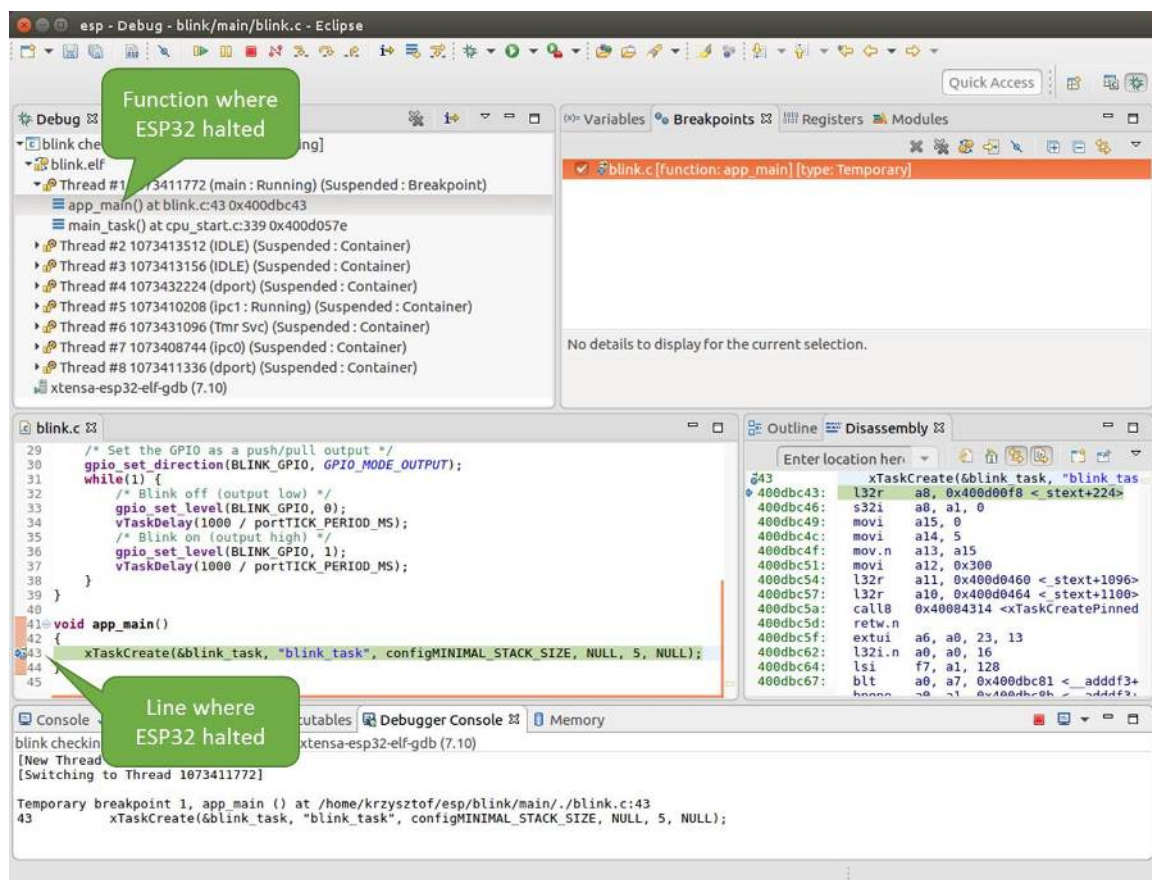 esp - Debug - blink/main/blink.c - Eclipse
Quick Access
Function where
ESP32 halted
Debug
blink che ing]
blink.elf
Thread #1 1073411772 (main : Running) (Suspended : Breakpoint)
app_main() at blink.c:43 0x400dbc43
main_task() at cpu_start.c:339 0x400d057e
Thread #2 1073413512 (IDLE) (Suspended : Container)
Thread #3 1073413156 (IDLE) (Suspended : Container)
Thread #4 1073432224 (dport) (Suspended : Container)
Thread #5 1073410208 (ipc1 : Running) (Suspended : Container)
Thread #6 1073431096 (Tmr Svc) (Suspended : Container)
Thread #7 1073408744 (ipc0) (Suspended : Container)
Thread #8 1073411336 (dport) (Suspended : Container)
xtensa-esp32-elf-gdb (7.10)
(x)= Variables Breakpoints Registers Modules
blink.c [function: app_main] [type: Temporary]
No details to display for the current selection.
blink.c
29 /* Set the GPIO as a push/pull output */
30 gpio_set_direction(BLINK_GPIO, GPIO_MODE_OUTPUT);
31 while(1) {
32 /* Blink off (output low) */
33 gpio_set_level(BLINK_GPIO, 0);
34 vTaskDelay(1000 / portTICK_PERIOD_MS);
35 /* Blink on (output high) */
36 gpio_set_level(BLINK_GPIO, 1);
37 vTaskDelay(1000 / portTICK_PERIOD_MS);
38 }
39 }
40
41 void app_main()
42 {
43 xTaskCreate(&blink_task, "blink_task", configMINIMAL_STACK_SIZE, NULL, 5, NULL);
44
45
Line where
ESP32 halted
Outline Disassembly
Enter location her
43 xTaskCreate(&blink_task, "blink_tas
400dbc43: l32r a8, 0x400d00f8 <_stext+224>
400dbc46: s32i a8, a1, 0
400dbc49: movi a15, 0
400dbc4c: movi a14, 5
400dbc4f: mov.n a13, a15
400dbc51: movi a12, 0x300
400dbc54: l32r a11, 0x400d0460 <_stext+1096>
400dbc57: l32r a10, 0x400d0464 <_stext+1100>
400dbc5a: call8 0x40084314 <xTaskCreatePinned
400dbc5d: retw.n
400dbc5f: extui a6, a0, 23, 13
400dbc62: l32i.n a0, a0, 16
400dbc64: lsi f7, a1, 128
400dbc67: blt a0, a7, 0x400dbc81 <__adddf3+
Console cutables Debugger Console Memory
blink checkin xtensa-esp32-elf-gdb (7.10)
[New Thread
[Switching to Thread 1073411772]
Temporary breakpoint 1, app_main () at /home/krzysztof/esp/blink/main/./blink.c:43
43 xTaskCreate(&blink_task, "blink_task", configMINIMAL_STACK_SIZE, NULL, 5, NULL);